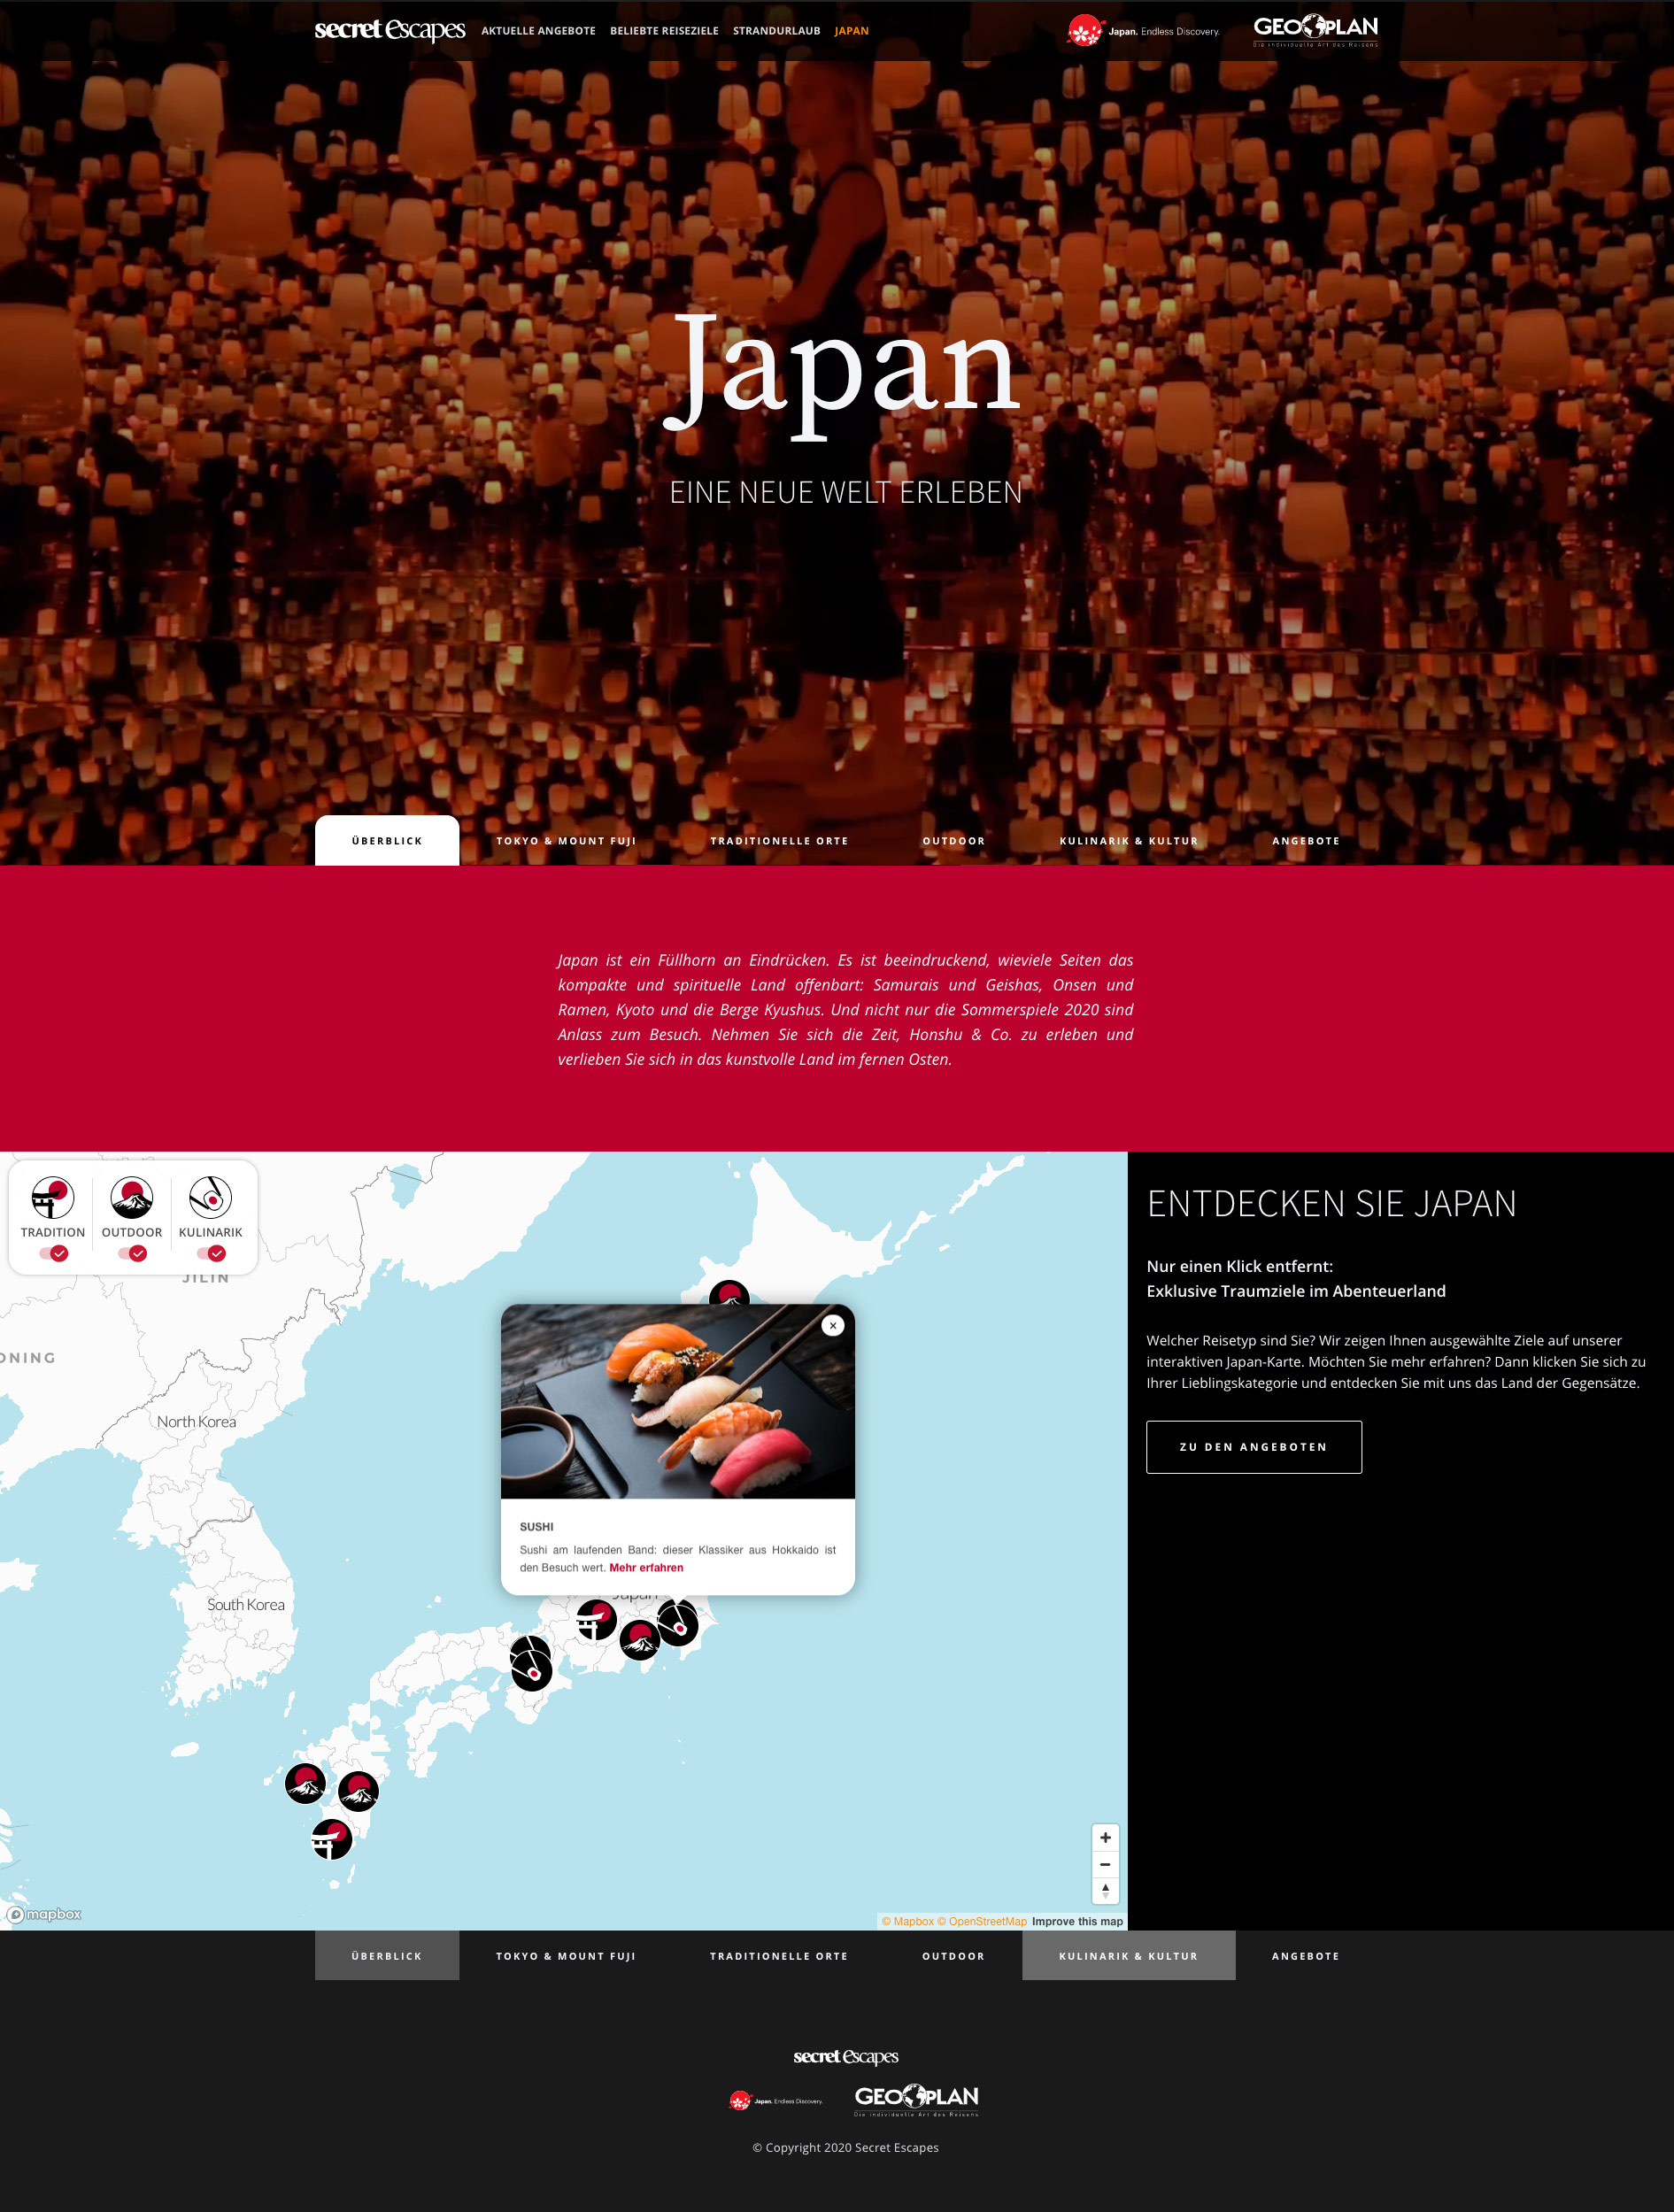 secret Escapes
AKTUELLE ANGEBOTE
BELIEBTE REISEZIELE
STRANDURLAUB
JAPAN
Japan. Endless Discovery.
GEOPLAN
Die individuelle Art des Reisens
Japan
EINE NEUE WELT ERLEBEN
ÜBERBLICK
TOKYO & MOUNT FUJI
TRADITIONELLE ORTE
OUTDOOR
KULINARIK & KULTUR
ANGEBOTE
Japan ist ein Füllhorn an Eindrücken. Es ist beeindruckend, wieviele Seiten das
kompakte und spirituelle Land offenbart: Samurais und Geishas, Onsen und
Ramen, Kyoto und die Berge Kyushus. Und nicht nur die Sommerspiele 2020 sind
Anlass zum Besuch. Nehmen Sie sich die Zeit, Honshu & Co. zu erleben und
verlieben Sie sich in das kunstvolle Land im fernen Osten.
TRADITION
OUTDOOR
KULINARIK
JILIN
ONING
North Korea
South Korea
SUSHI
Sushi am laufenden Band: dieser Klassiker aus Hokkaido ist
den Besuch wert. Mehr erfahren
Japan
mapbox
© Mapbox © OpenStreetMap Improve this map
ENTDECKEN SIE JAPAN
Nur einen Klick entfernt:
Exklusive Traumziele im Abenteuerland
Welcher Reisetyp sind Sie? Wir zeigen Ihnen ausgewählte Ziele auf unserer
interaktiven Japan-Karte. Möchten Sie mehr erfahren? Dann klicken Sie sich zu
Ihrer Lieblingskategorie und entdecken Sie mit uns das Land der Gegensätze.
ZU DEN ANGEBOTEN
ÜBERBLICK
TOKYO & MOUNT FUJI
TRADITIONELLE ORTE
OUTDOOR
KULINARIK & KULTUR
ANGEBOTE
secret Escapes
Japan. Endless Discovery.
GEOPLAN
Die individuelle Art des Reisens
© Copyright 2020 Secret Escapes